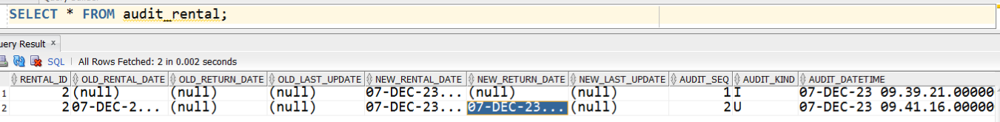 SELECT * FROM audit_rental;
Query Result ×
SQL | All Rows Fetched: 2 in 0.002 seconds
RENTAL_ID OLD_RENTAL_DATE OLD_RETURN_DATE OLD_LAST_UPDATE NEW_RENTAL_DATE NEW_RETURN_DATE NEW_LAST_UPDATE AUDIT_SEQ AUDIT_KIND AUDIT_DATETIME
1 2 (null) (null) (null) 07-DEC-23... (null) (null) 1 I 07-DEC-23 09.39.21.00000
2 2 07-DEC-2... (null) (null) 07-DEC-23... 07-DEC-23... (null) 2 U 07-DEC-23 09.41.16.00000